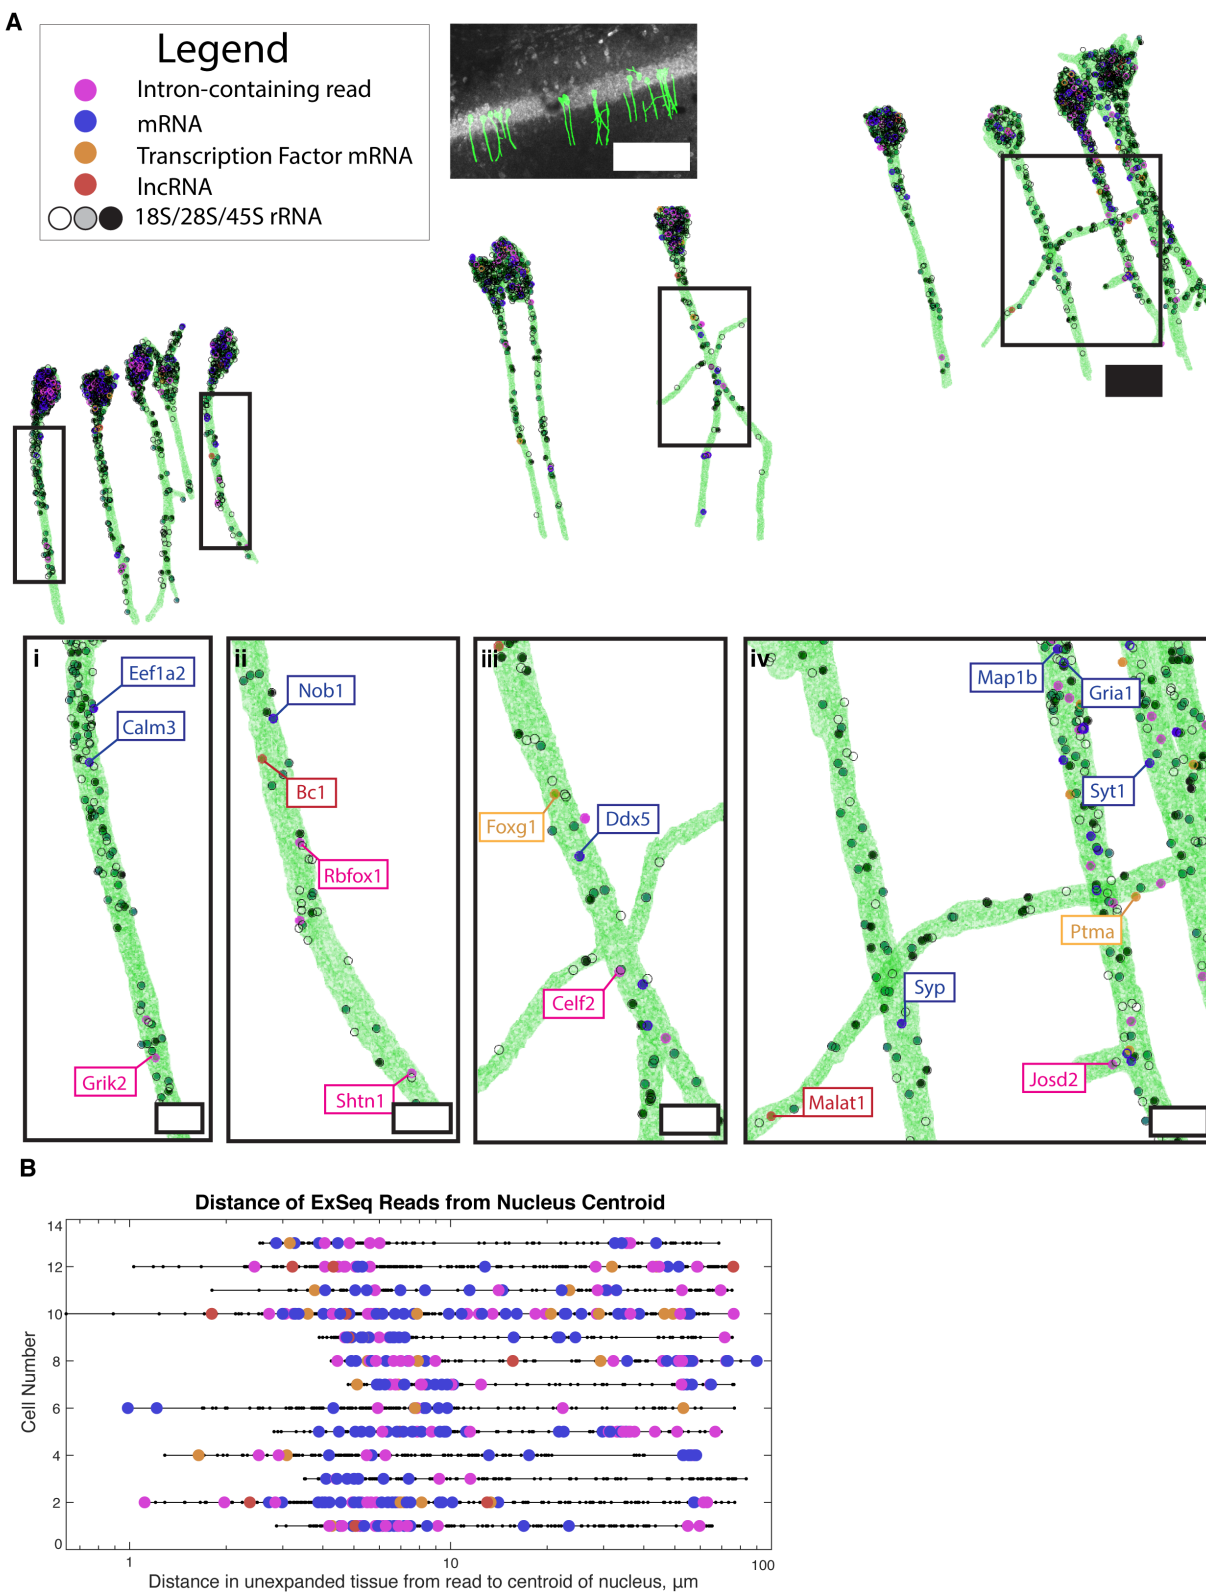 A
Legend
Intron-containing read
mRNA
Transcription Factor mRNA
lncRNA
18S/28S/45S rRNA
i
Eef1a2
Calm3
Grik2
ii
Nob1
Bc1
Rbfox1
Shtn1
iii
Foxg1
Ddx5
Celf2
iv
Map1b
Gria1
Syt1
Ptma
Syp
Josd2
Malat1
B
Distance of ExSeq Reads from Nucleus Centroid
Cell Number
14
12
10
8
6
4
2
0
1
10
100
Distance in unexpanded tissue from read to centroid of nucleus, μm